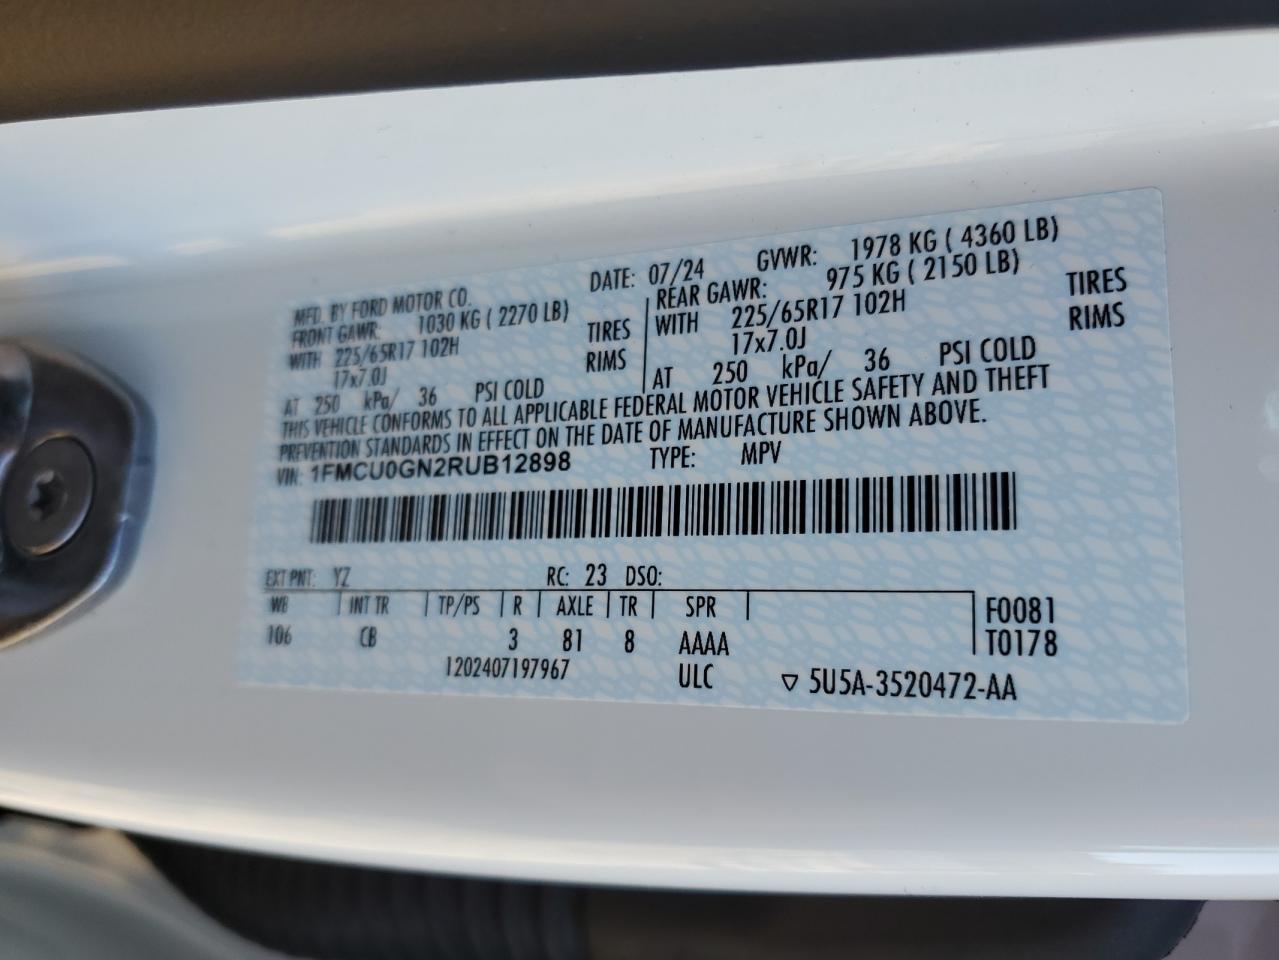 MFD. BY FORD MOTOR CO. DATE: 07/24 GVWR: 1978 KG ( 4360 LB)
FRONT GAWR: 1030 KG ( 2270 LB) REAR GAWR: 975 KG ( 2150 LB)
WITH 225/65R17 102H TIRES WITH 225/65R17 102H TIRES
17x7.0J RIMS 17x7.0J RIMS
AT 250 kPa/ 36 PSI COLD AT 250 kPa/ 36 PSI COLD
THIS VEHICLE CONFORMS TO ALL APPLICABLE FEDERAL MOTOR VEHICLE SAFETY AND THEFT
PREVENTION STANDARDS IN EFFECT ON THE DATE OF MANUFACTURE SHOWN ABOVE.
VIN: 1FMCU0GN2RUB12898 TYPE: MPV
EXT PNT: YZ RC: 23 DSO:
WB INT TR TP/PS R AXLE TR SPR F0081
106 CB 3 81 8 AAAA T0178
1202407197967 ULC ▽ 5U5A-3520472-AA